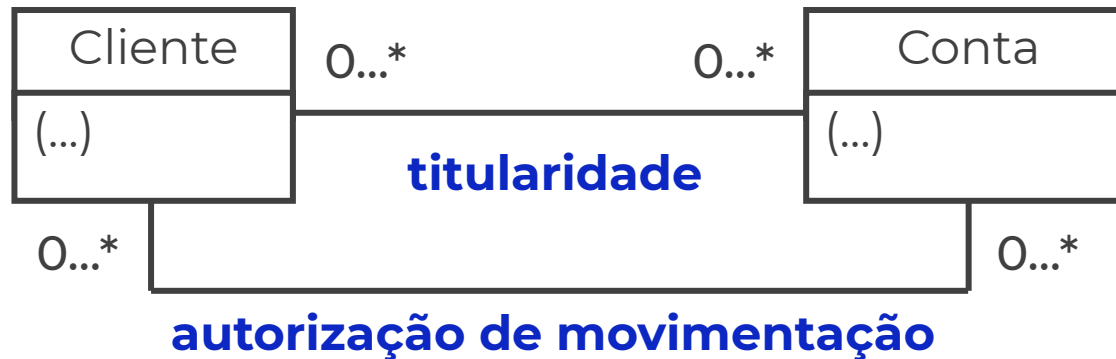 Cliente
0...*
0...*
Conta
(...)
(...)
titularidade
0...*
0...*
autorização de movimentação